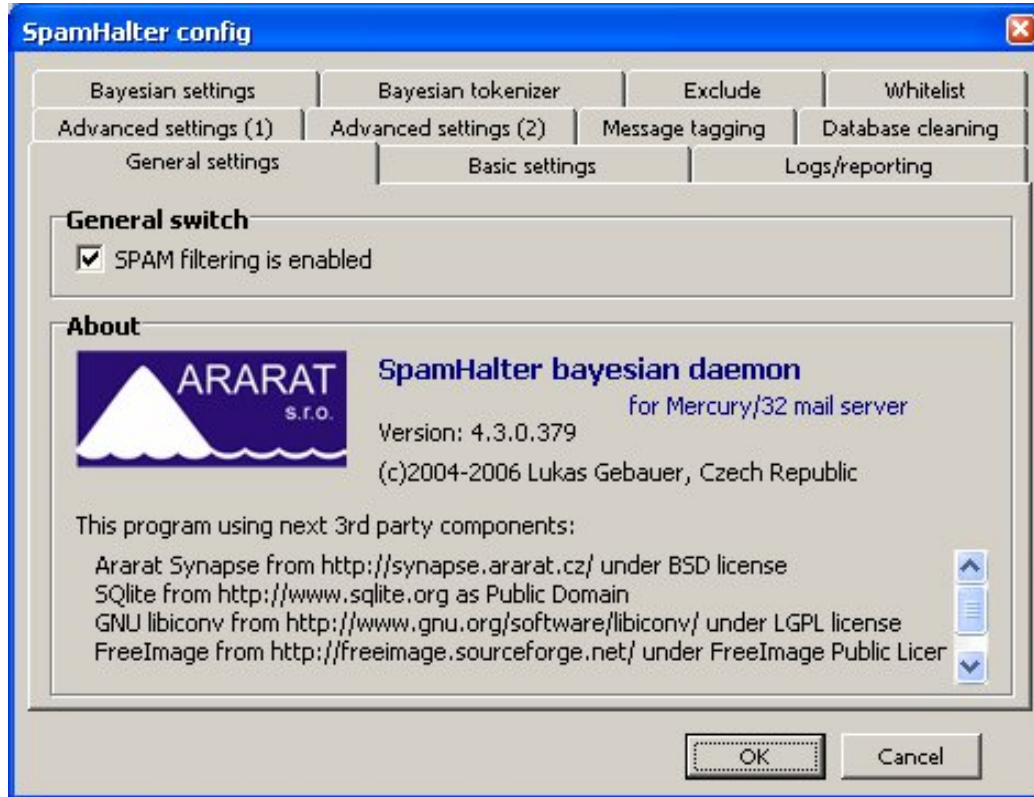 SpamHalter config
Bayesian settings
Bayesian tokenizer
Exclude
Whitelist
Advanced settings (1)
Advanced settings (2)
Message tagging
Database cleaning
General settings
Basic settings
Logs/reporting
General switch
SPAM filtering is enabled
About
ARARAT
s.r.o.
SpamHalter bayesian daemon
for Mercury/32 mail server
Version: 4.3.0.379
(c)2004-2006 Lukas Gebauer, Czech Republic
This program using next 3rd party components:
Ararat Synapse from http://synapse.ararat.cz/ under BSD license
SQlite from http://www.sqlite.org as Public Domain
GNU libiconv from http://www.gnu.org/software/libiconv/ under LGPL license
FreeImage from http://freeimage.sourceforge.net/ under FreeImage Public Licer
OK
Cancel